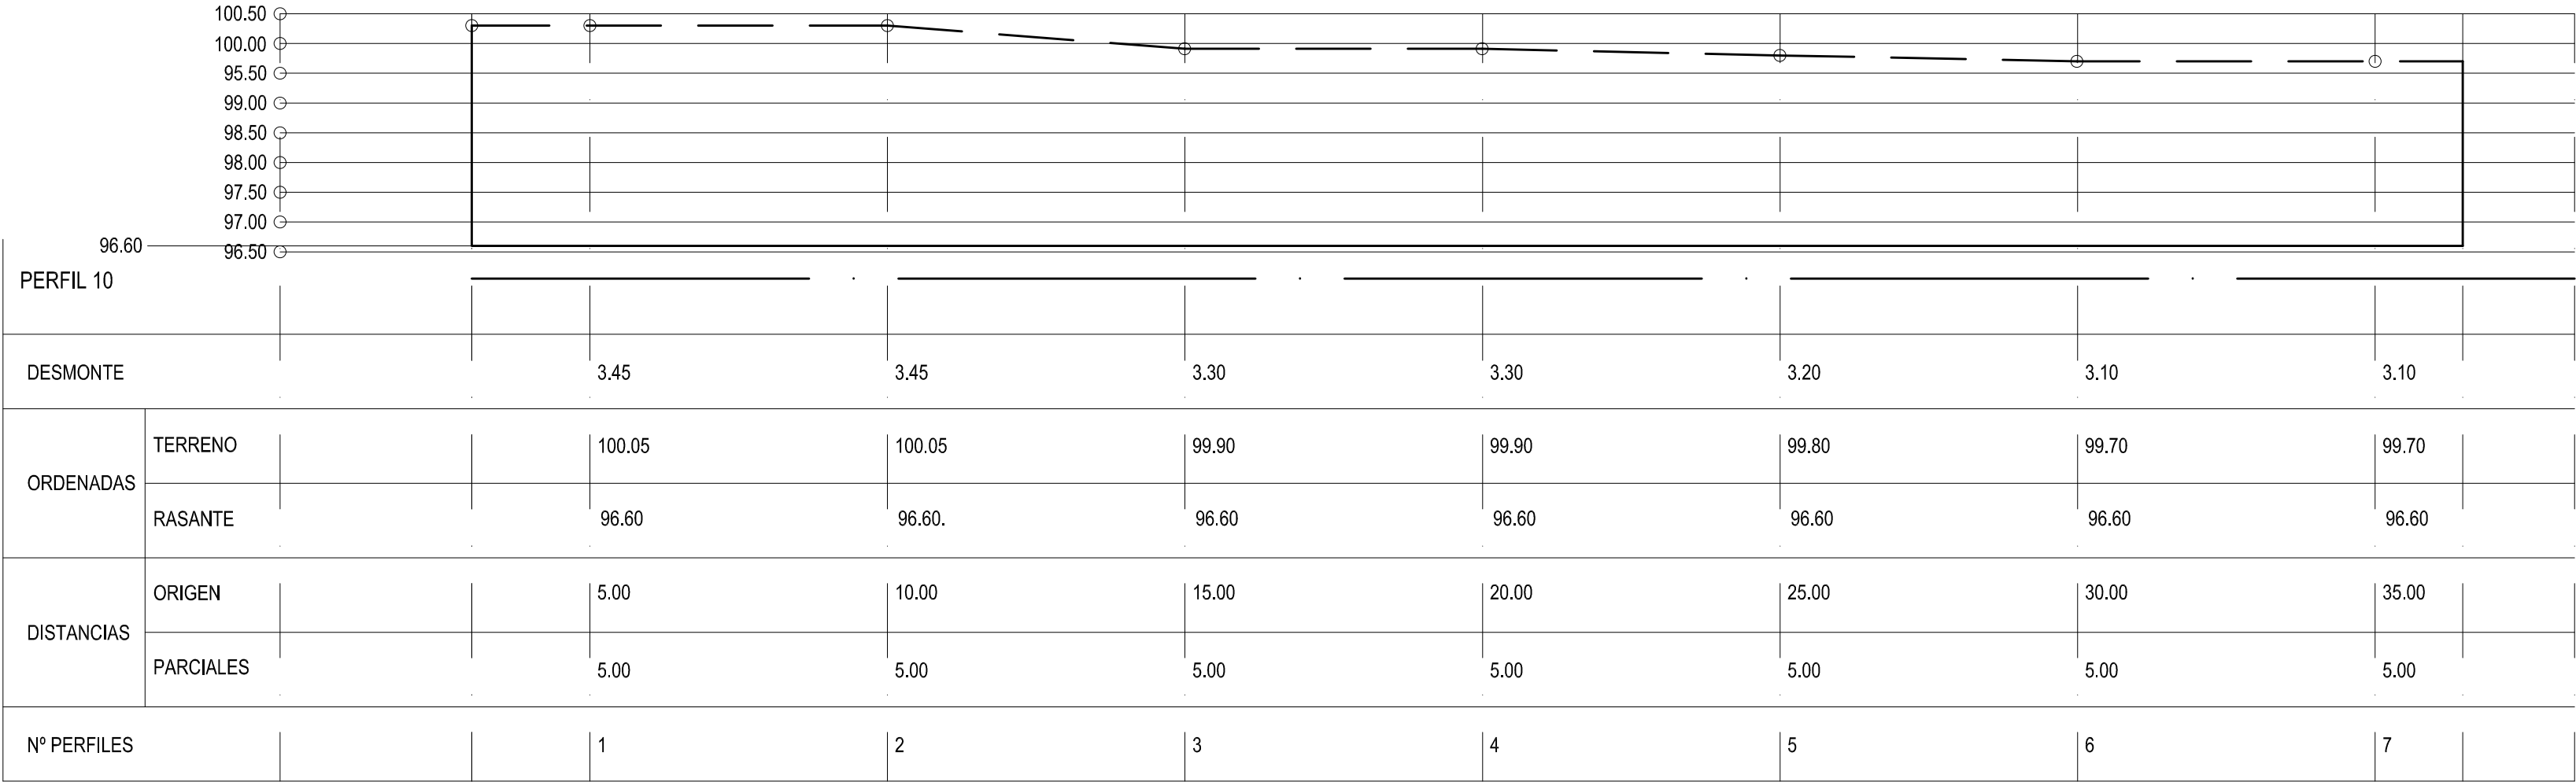 100.50
100.00
95.50
99.00
98.50
98.00
97.50
97.00
96.60
96.50
PERFIL 10
DESMONTE 3.45 3.45 3.30 3.30 3.20 3.10 3.10
ORDENADAS
TERRENO 100.05 100.05 99.90 99.90 99.80 99.70 99.70
RASANTE 96.60 96.60. 96.60 96.60 96.60 96.60 96.60
DISTANCIAS
ORIGEN 5.00 10.00 15.00 20.00 25.00 30.00 35.00
PARCIALES 5.00 5.00 5.00 5.00 5.00 5.00 5.00
Nº PERFILES 1 2 3 4 5 6 7